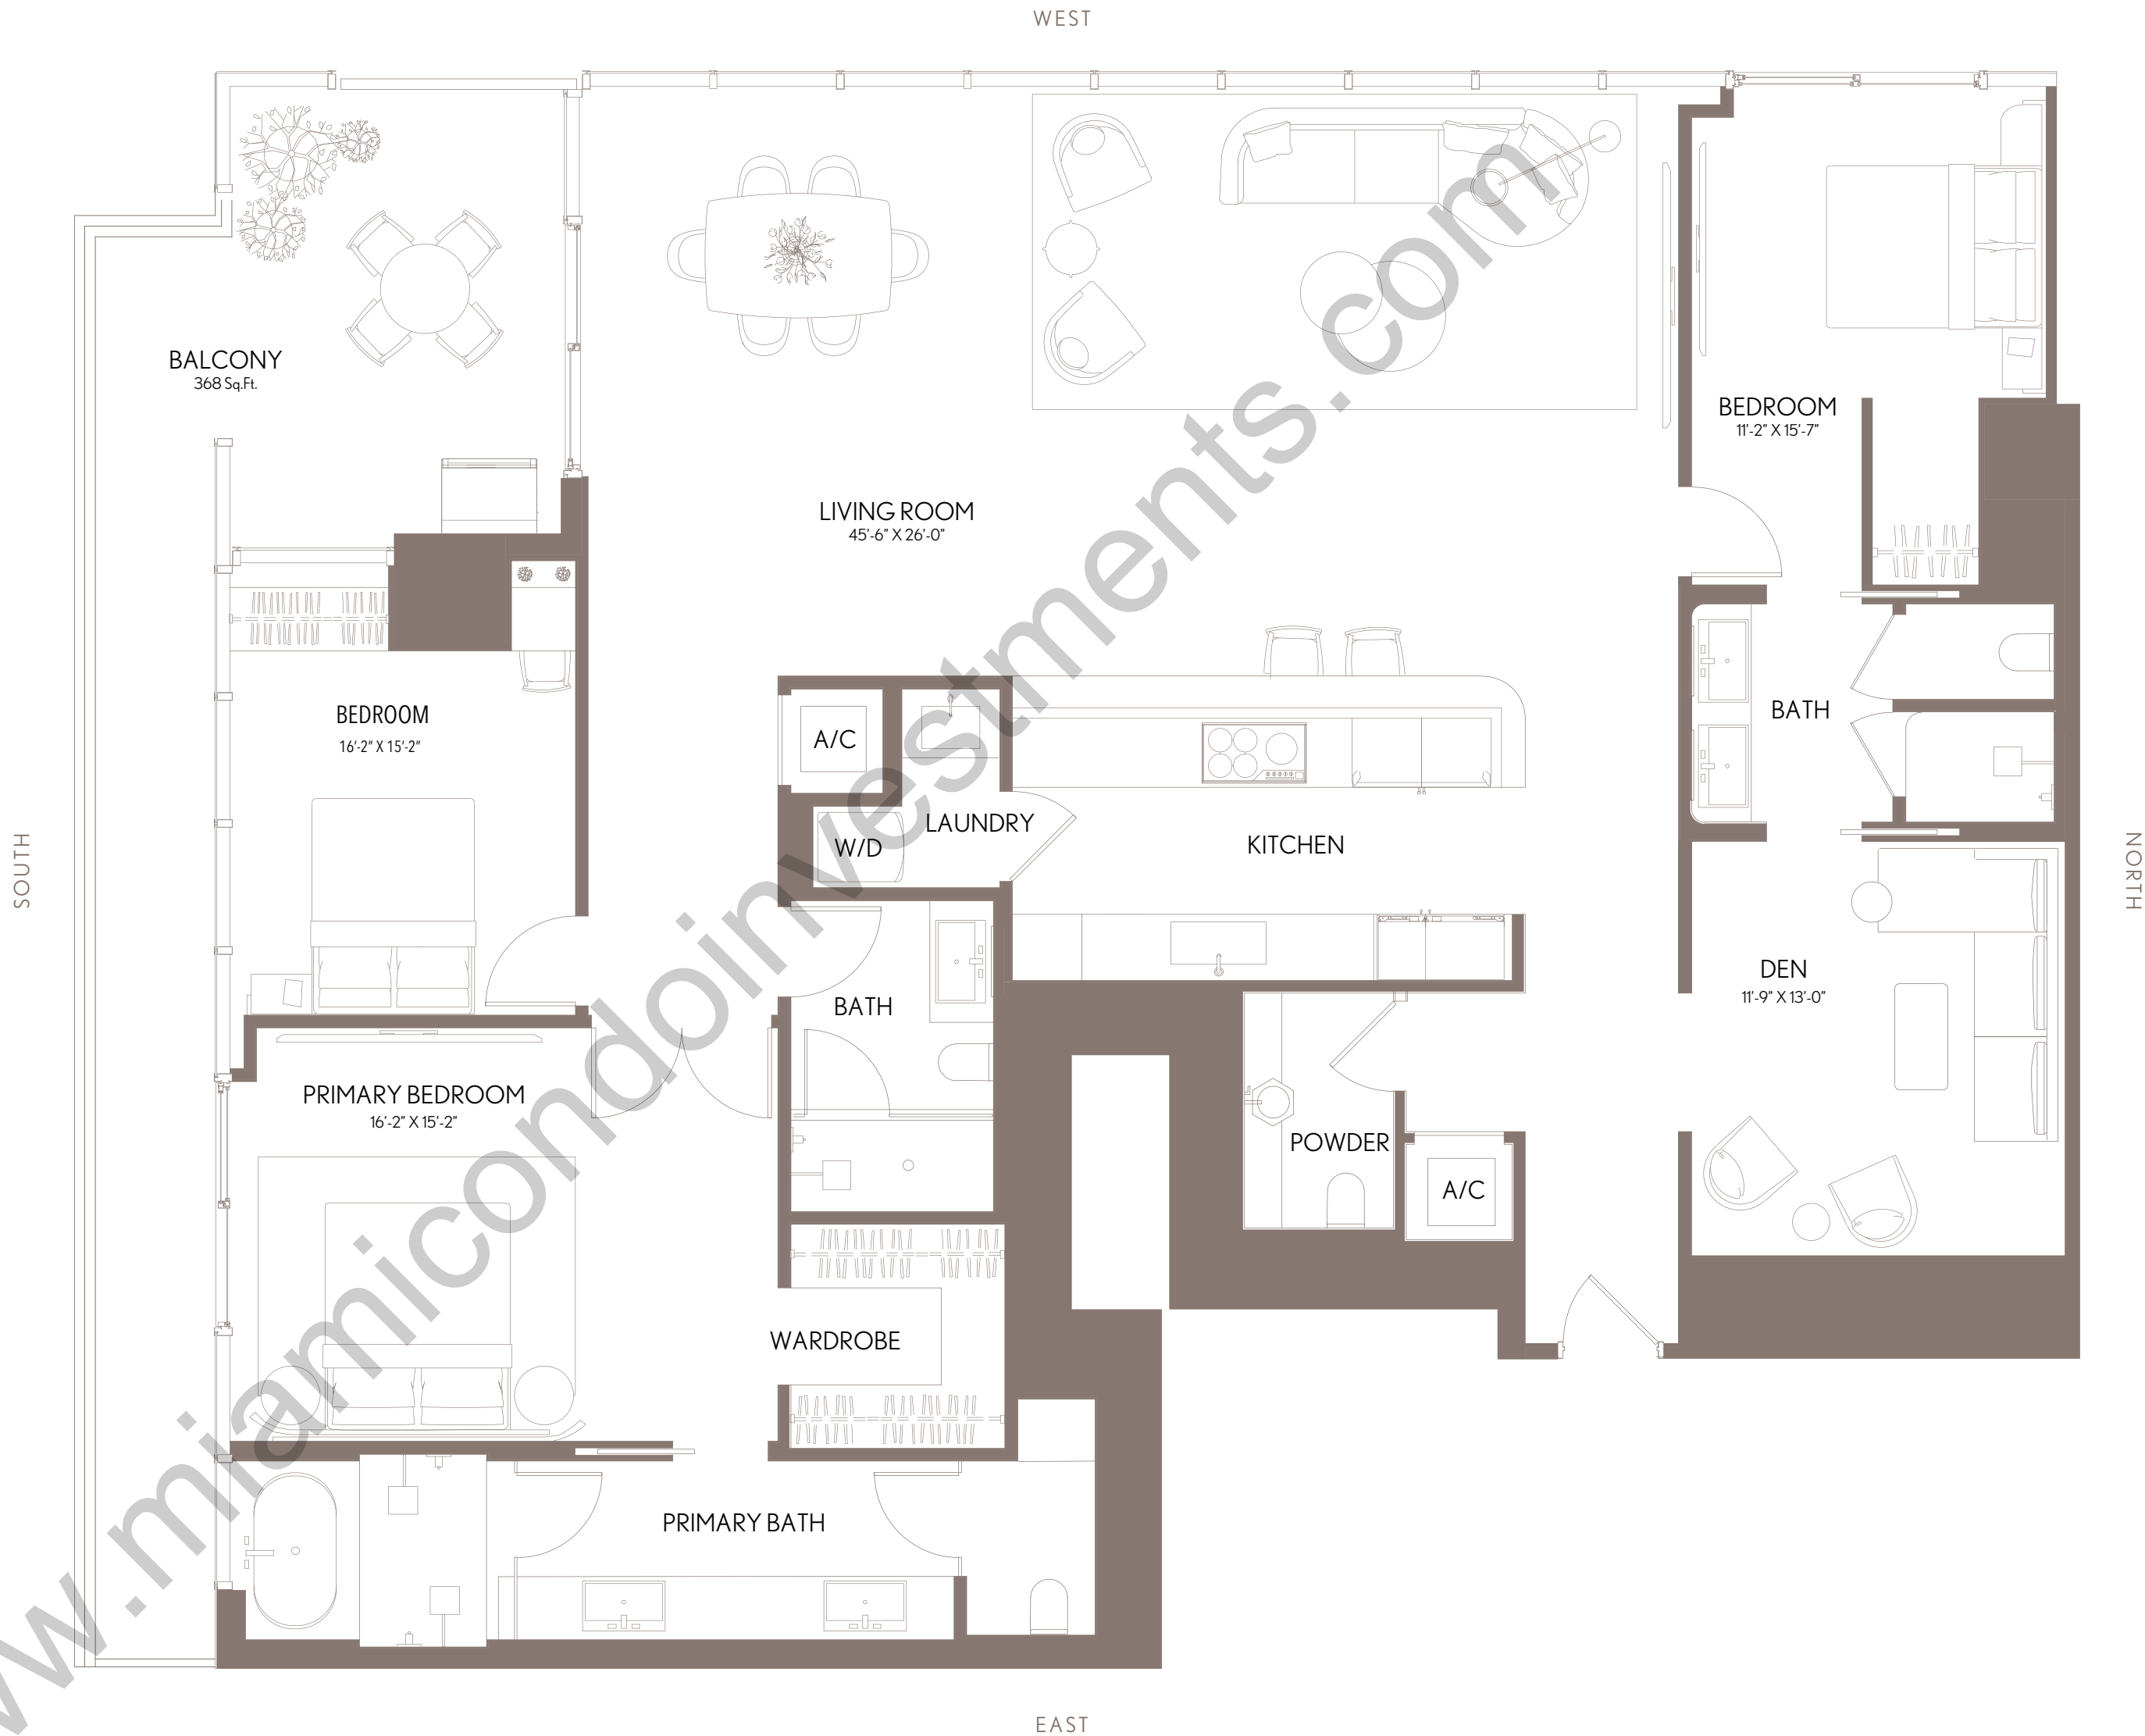 WEST
BALCONY
368 Sq.Ft.
BEDROOM
11'-2" X 15'-7"
LIVING ROOM
45'-6" X 26'-0"
BEDROOM
16'-2" X 15'-2"
A/C
BATH
LAUNDRY
W/D
KITCHEN
SOUTH
NORTH
DEN
11'-9" X 13'-0"
BATH
PRIMARY BEDROOM
16'-2" X 15'-2"
POWDER
A/C
WARDROBE
PRIMARY BATH
EAST
w.miamicondoinvestments.com